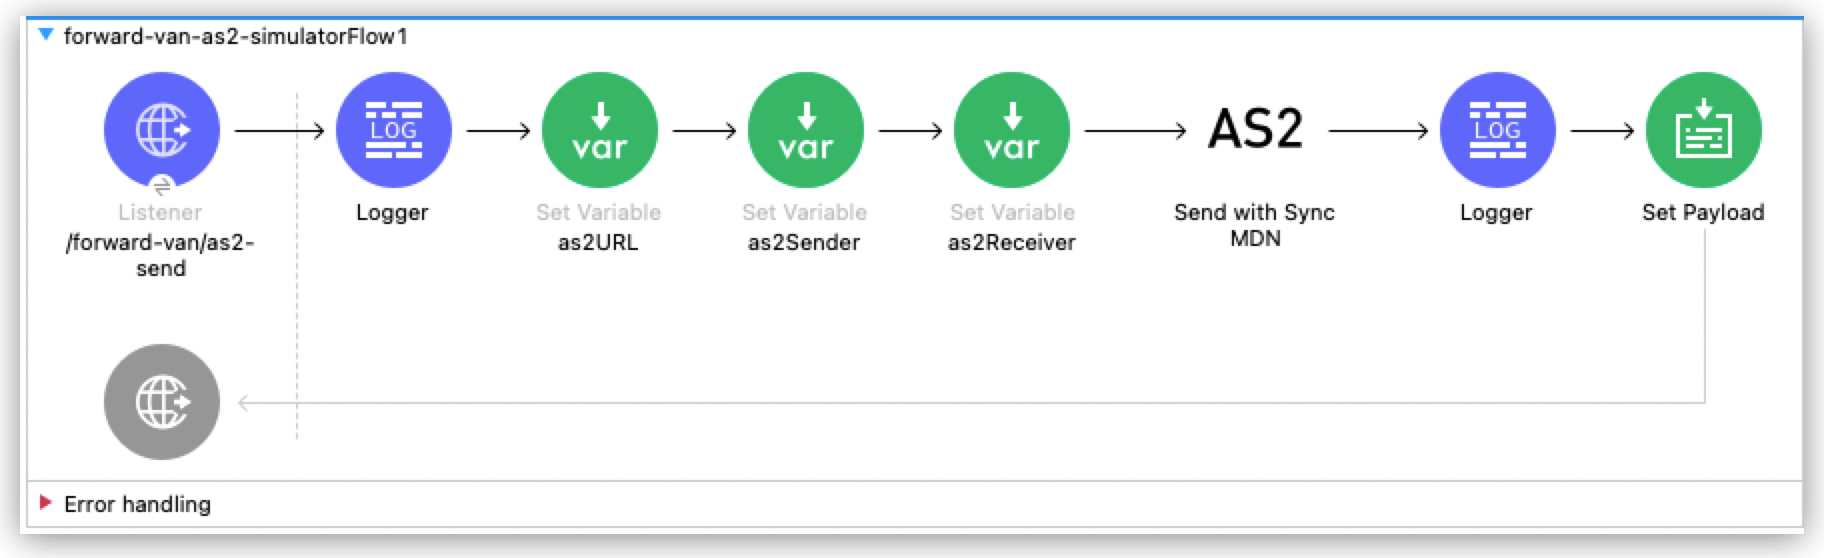 forward-van-as2-simulatorFlow1
LOG
var
var
var
AS2
LOG
Listener
/forward-van/as2-
send
Logger
Set Variable
as2URL
Set Variable
as2Sender
Set Variable
as2Receiver
Send with Sync
MDN
Logger
Set Payload
Error handling